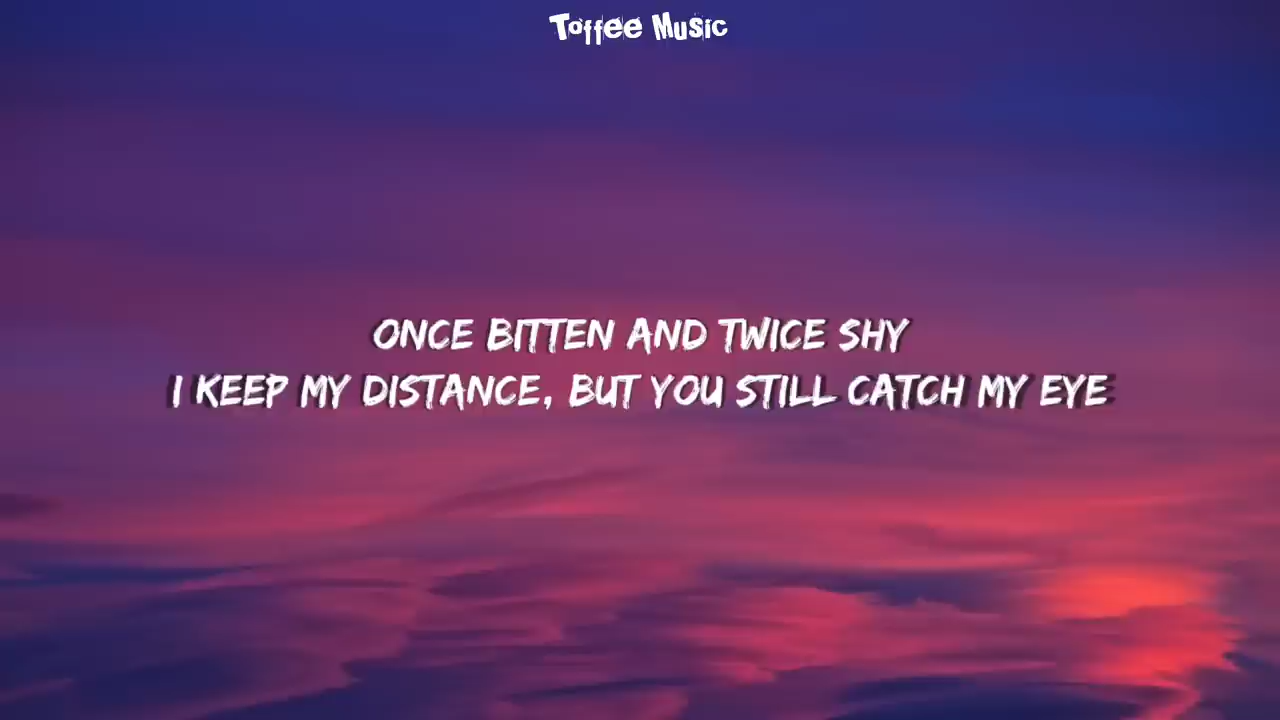 Toffee Music
ONCE BITTEN AND TWICE SHY
I KEEP MY DISTANCE, BUT YOU STILL CATCH MY EYE